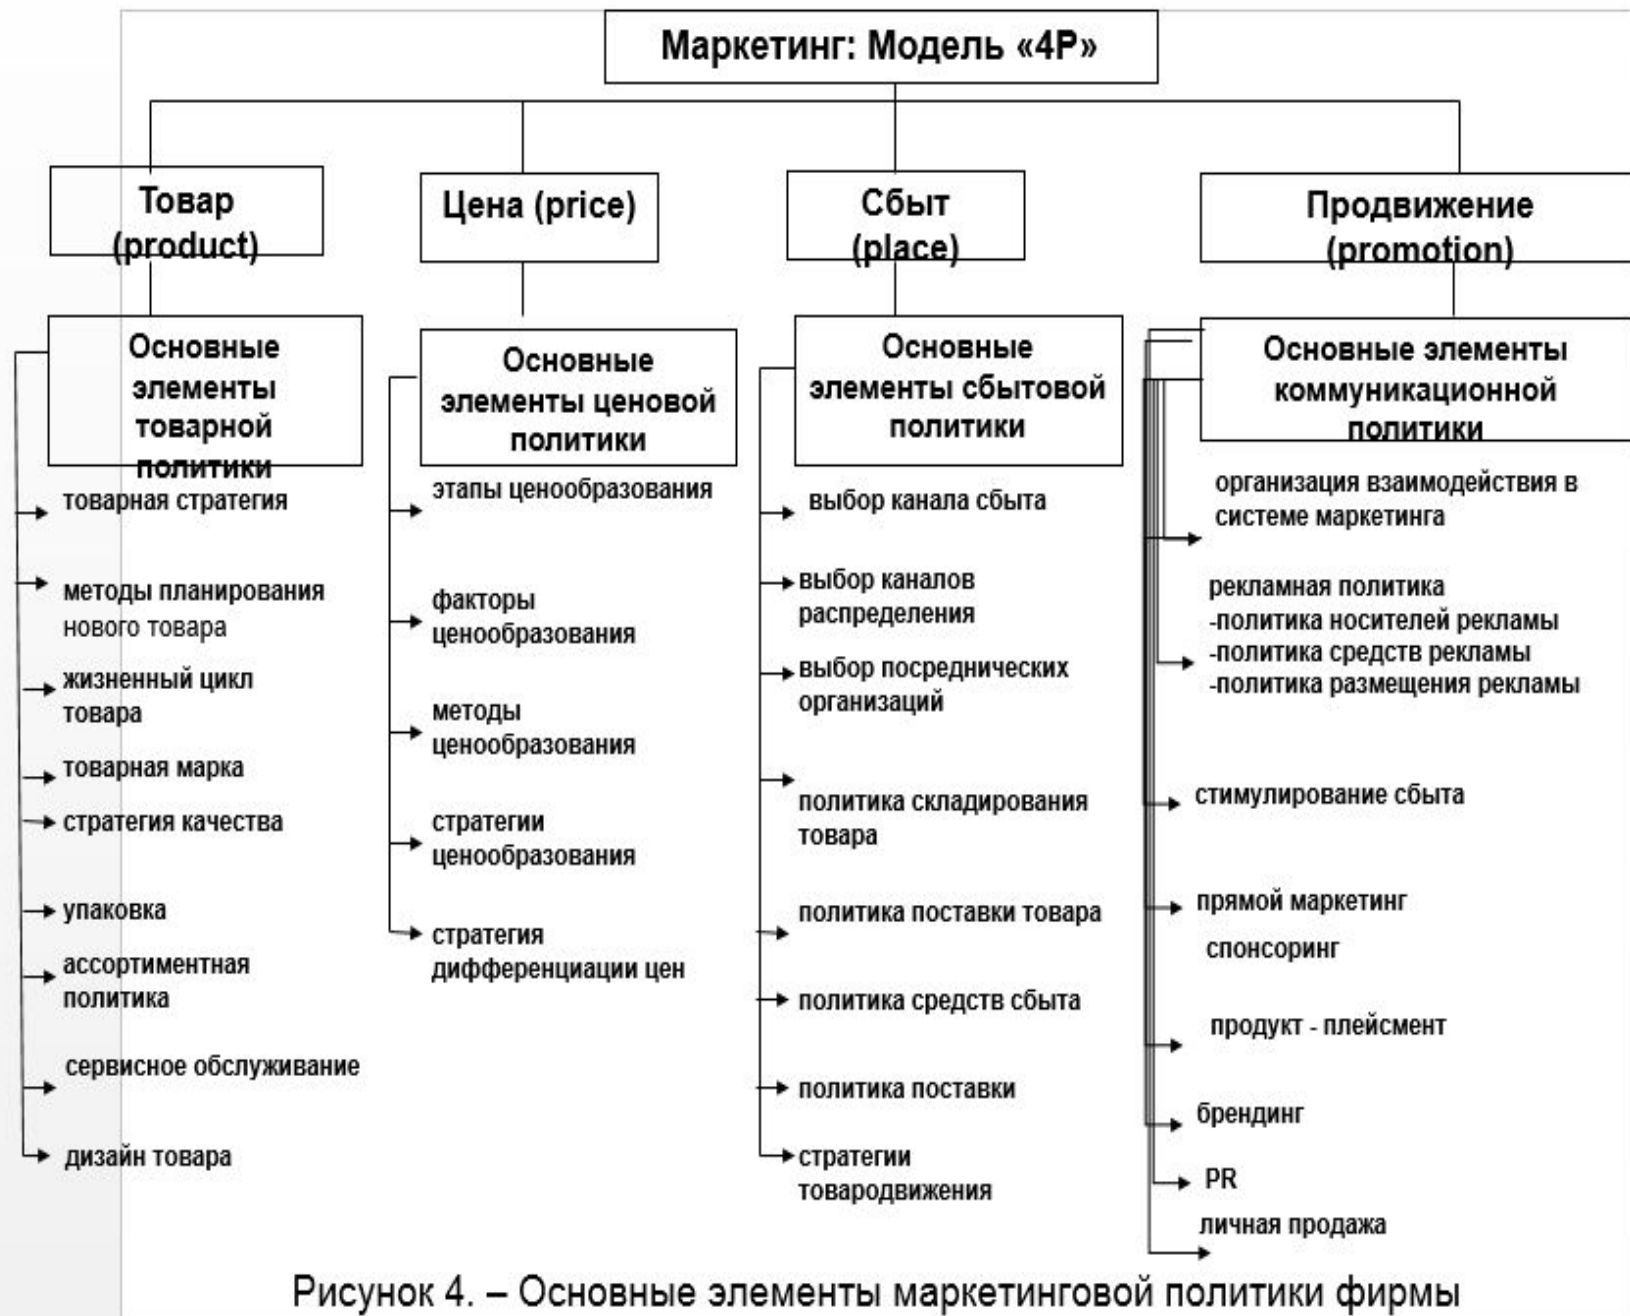 Маркетинг: Модель «4Р»
Товар
(product)
Цена (price)
Сбыт
(place)
Продвижение
(promotion)
Основные
элементы
товарной
политики
Основные
элементы ценовой
политики
Основные
элементы сбытовой
политики
Основные элементы
коммуникационной
политики
товарная стратегия
методы планирования
нового товара
жизненный цикл
товара
товарная марка
стратегия качества
упаковка
ассортиментная
политика
сервисное обслуживание
дизайн товара
этапы ценообразования
факторы
ценообразования
методы
ценообразования
стратегии
ценообразования
стратегия
дифференциации цен
выбор канала сбыта
выбор каналов
распределения
выбор посреднических
организаций
политика складирования
товара
политика поставки товара
политика средств сбыта
политика поставки
стратегии
товародвижения
организация взаимодействия в
системе маркетинга
рекламная политика
-политика носителей рекламы
-политика средств рекламы
-политика размещения рекламы
стимулирование сбыта
прямой маркетинг
спонсоринг
продукт - плейсмент
брендинг
PR
личная продажа
Рисунок 4. – Основные элементы маркетинговой политики фирмы